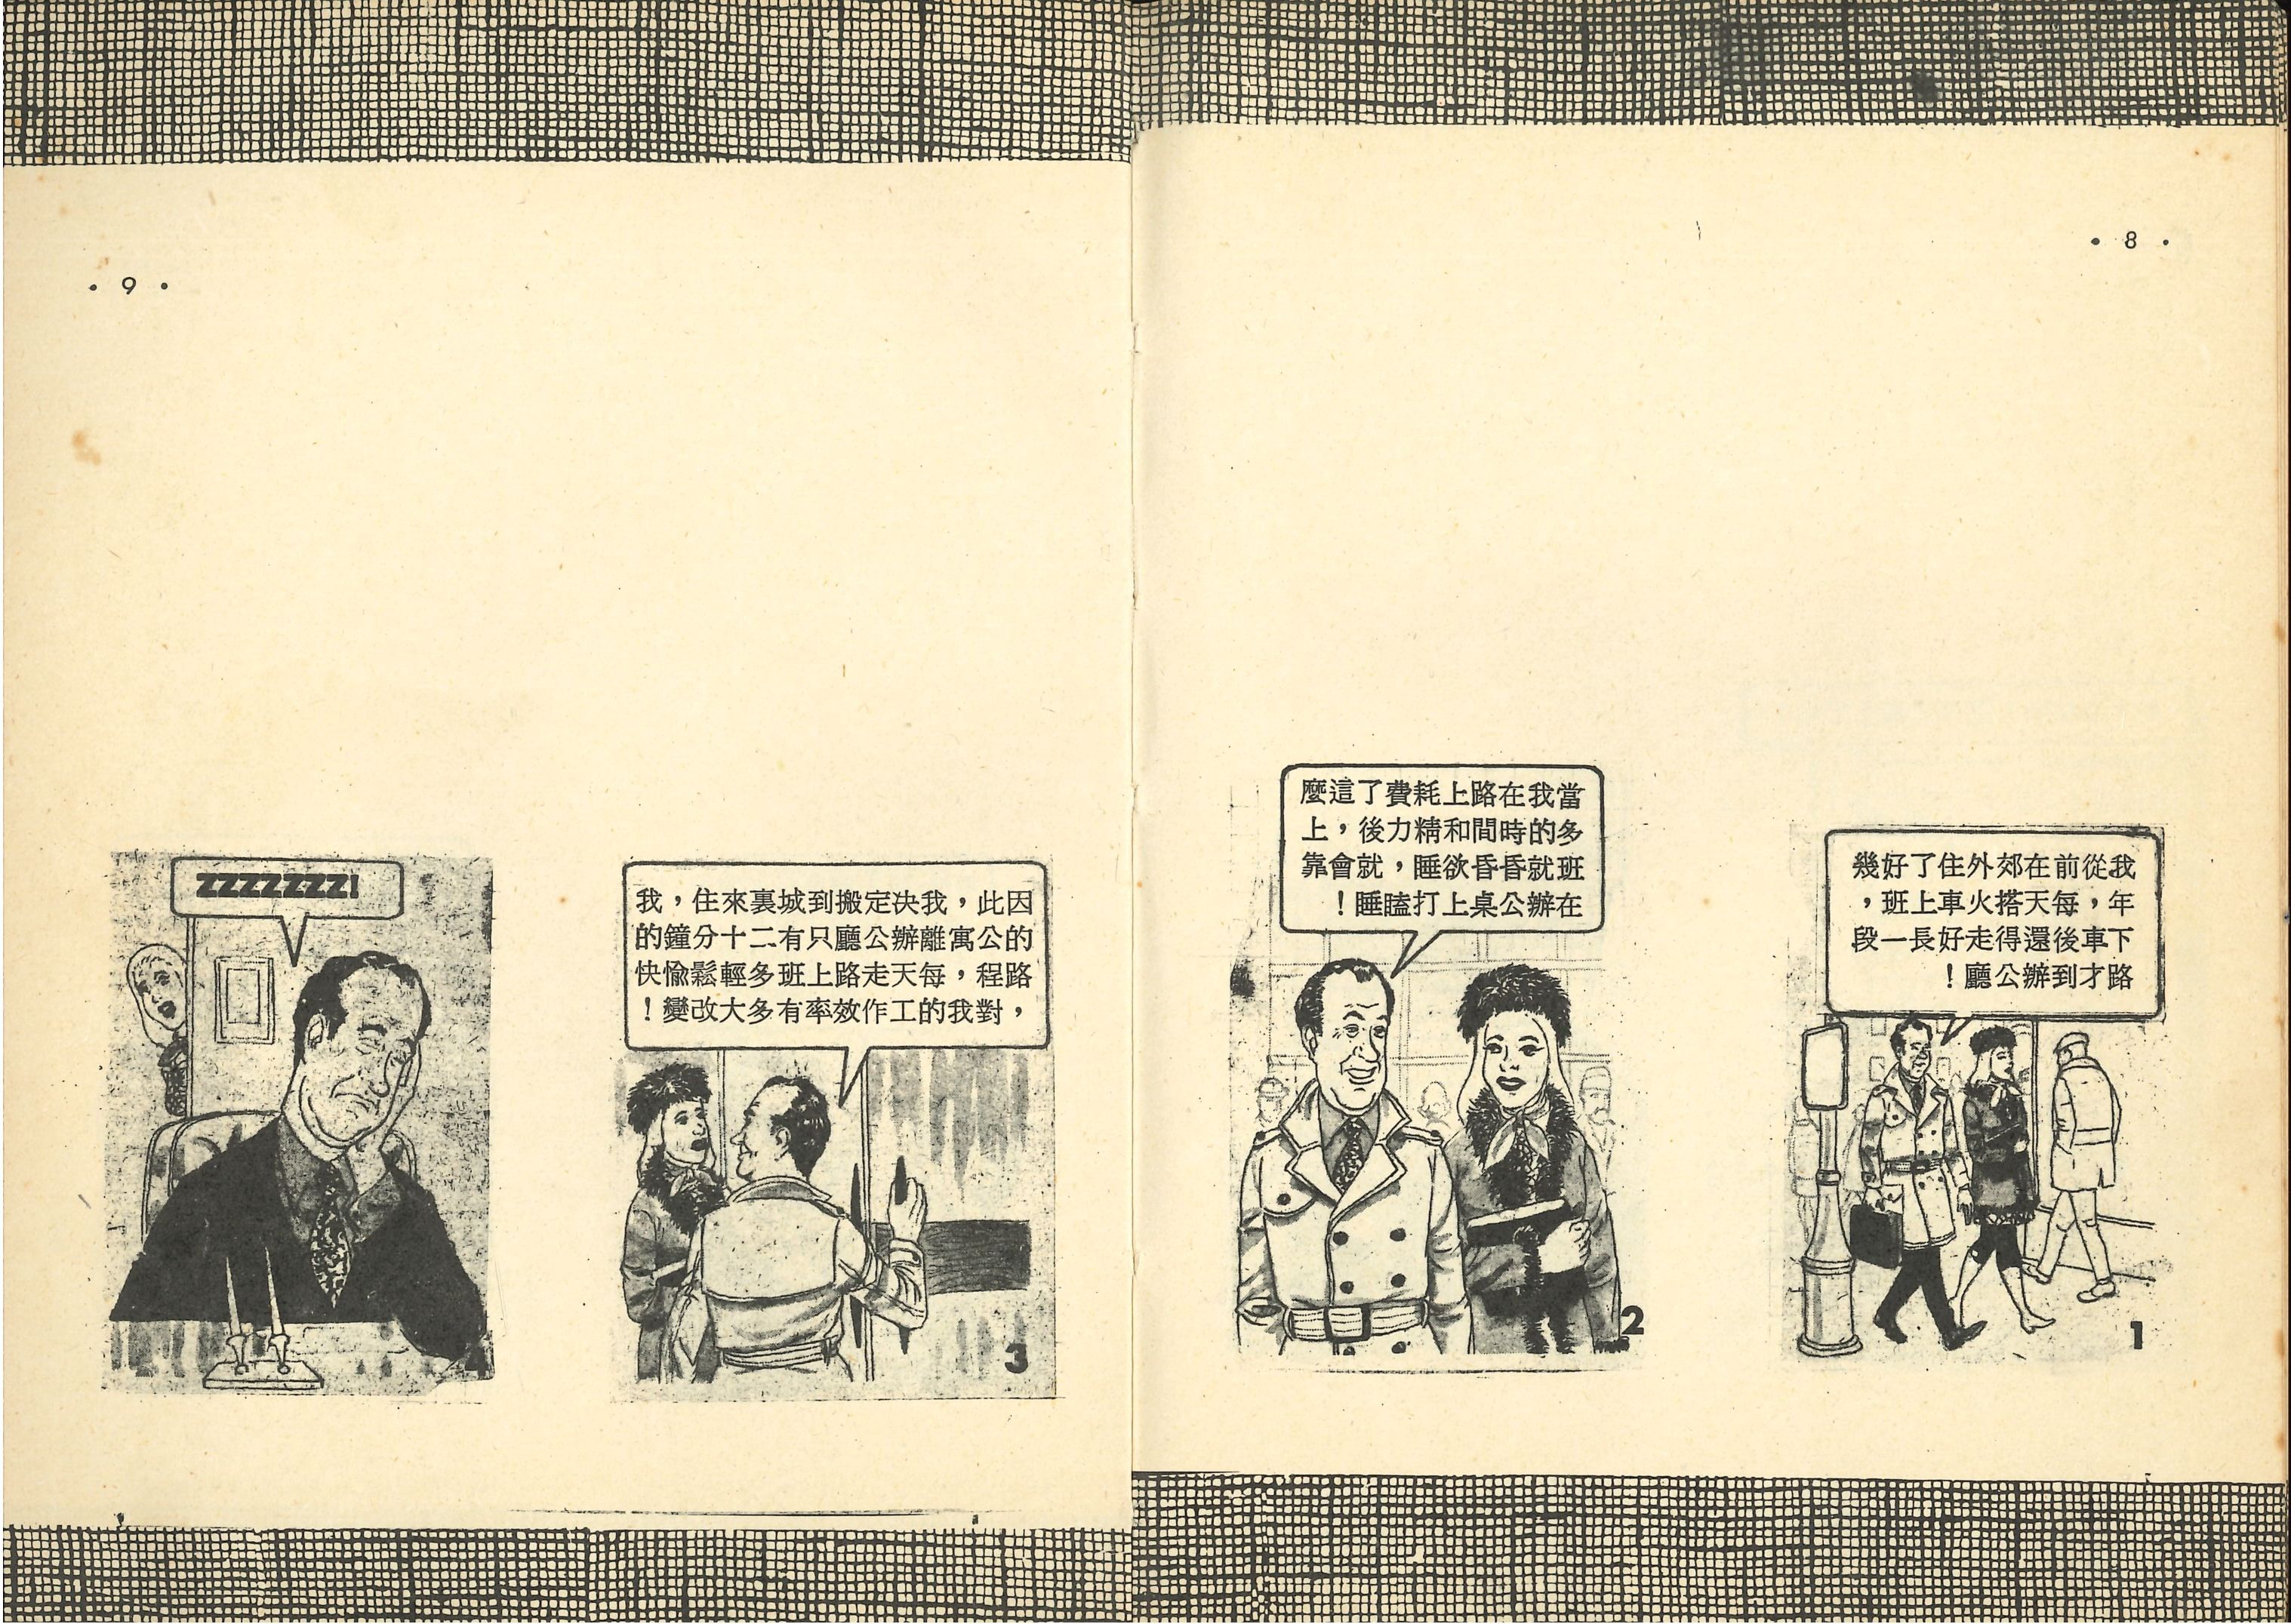 • 8 •
我從前在郊外住了好幾
年，每天搭火車上班，
下車後還得走好長一段
路才到辦公廳！
1
當我在路上耗費了這麼
多的時間和精力後，上
班就昏昏欲睡，就會靠
在辦公桌上打瞌睡！
2
• 9 •
因此，我決定搬到城裏來住，我
的公寓離辦公廳只有二十分鐘的
路程，每天走路上班多輕鬆愉快
，對我的工作效率有多大改變！
3
ZZZZZZZ!
4